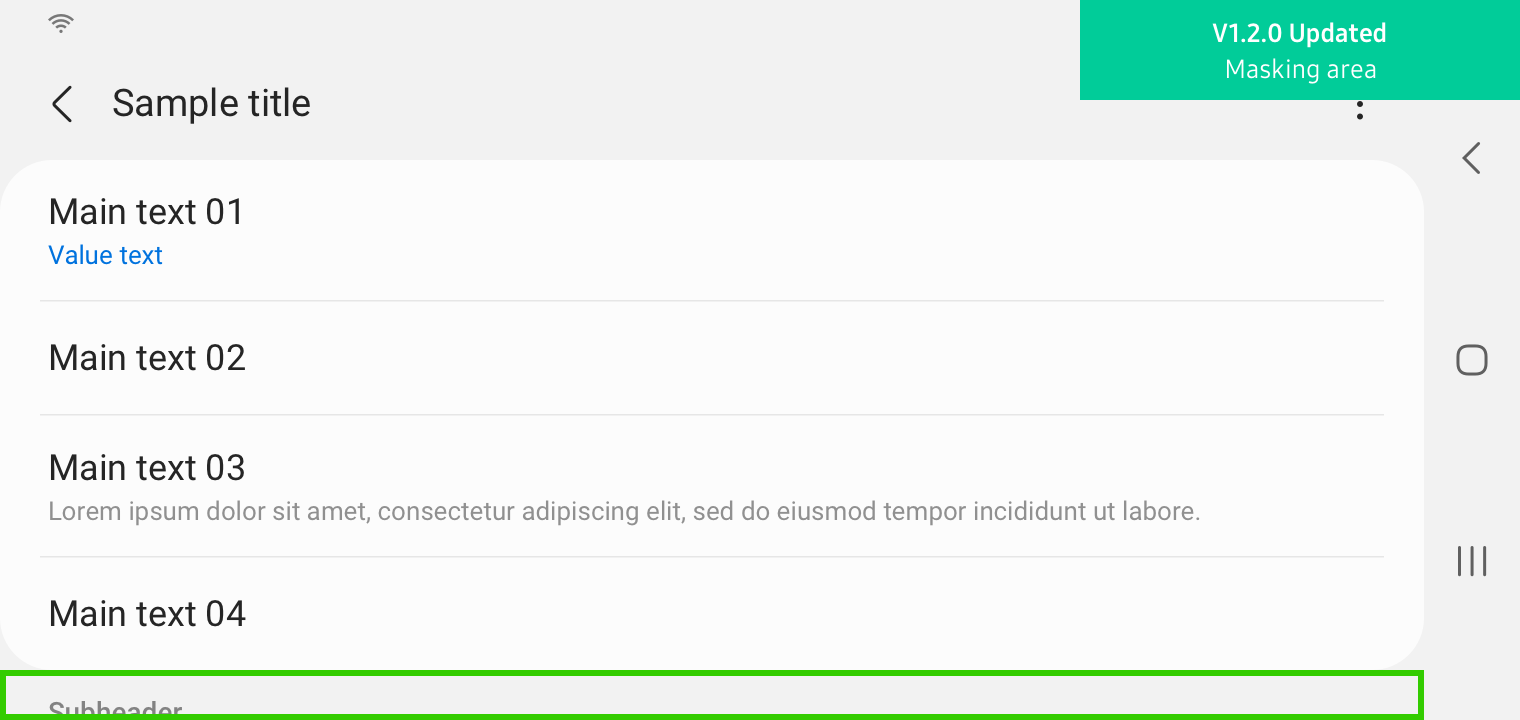 V1.2.0 Updated
Masking area
Sample title
Main text 01
Value text
Main text 02
Main text 03
Lorem ipsum dolor sit amet, consectetur adipiscing elit, sed do eiusmod tempor incididunt ut labore.
Main text 04
Subheader